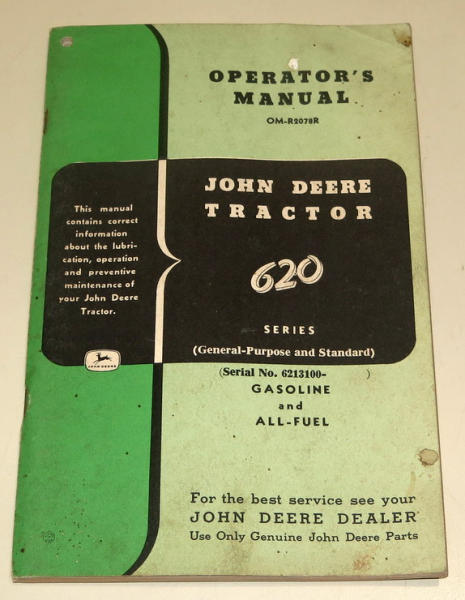 OPERATOR'S
MANUAL
OM-R2078R
This manual
contains correct
information
about the lubri-
cation, operation
and preventive
maintenance of
your John Deere
Tractor.
JOHN DEERE
TRACTOR
620
SERIES
(General-Purpose and Standard)
(Serial No. 6213100- )
GASOLINE
and
ALL-FUEL
JOHN DEERE
For the best service see your
JOHN DEERE DEALER
Use Only Genuine John Deere Parts